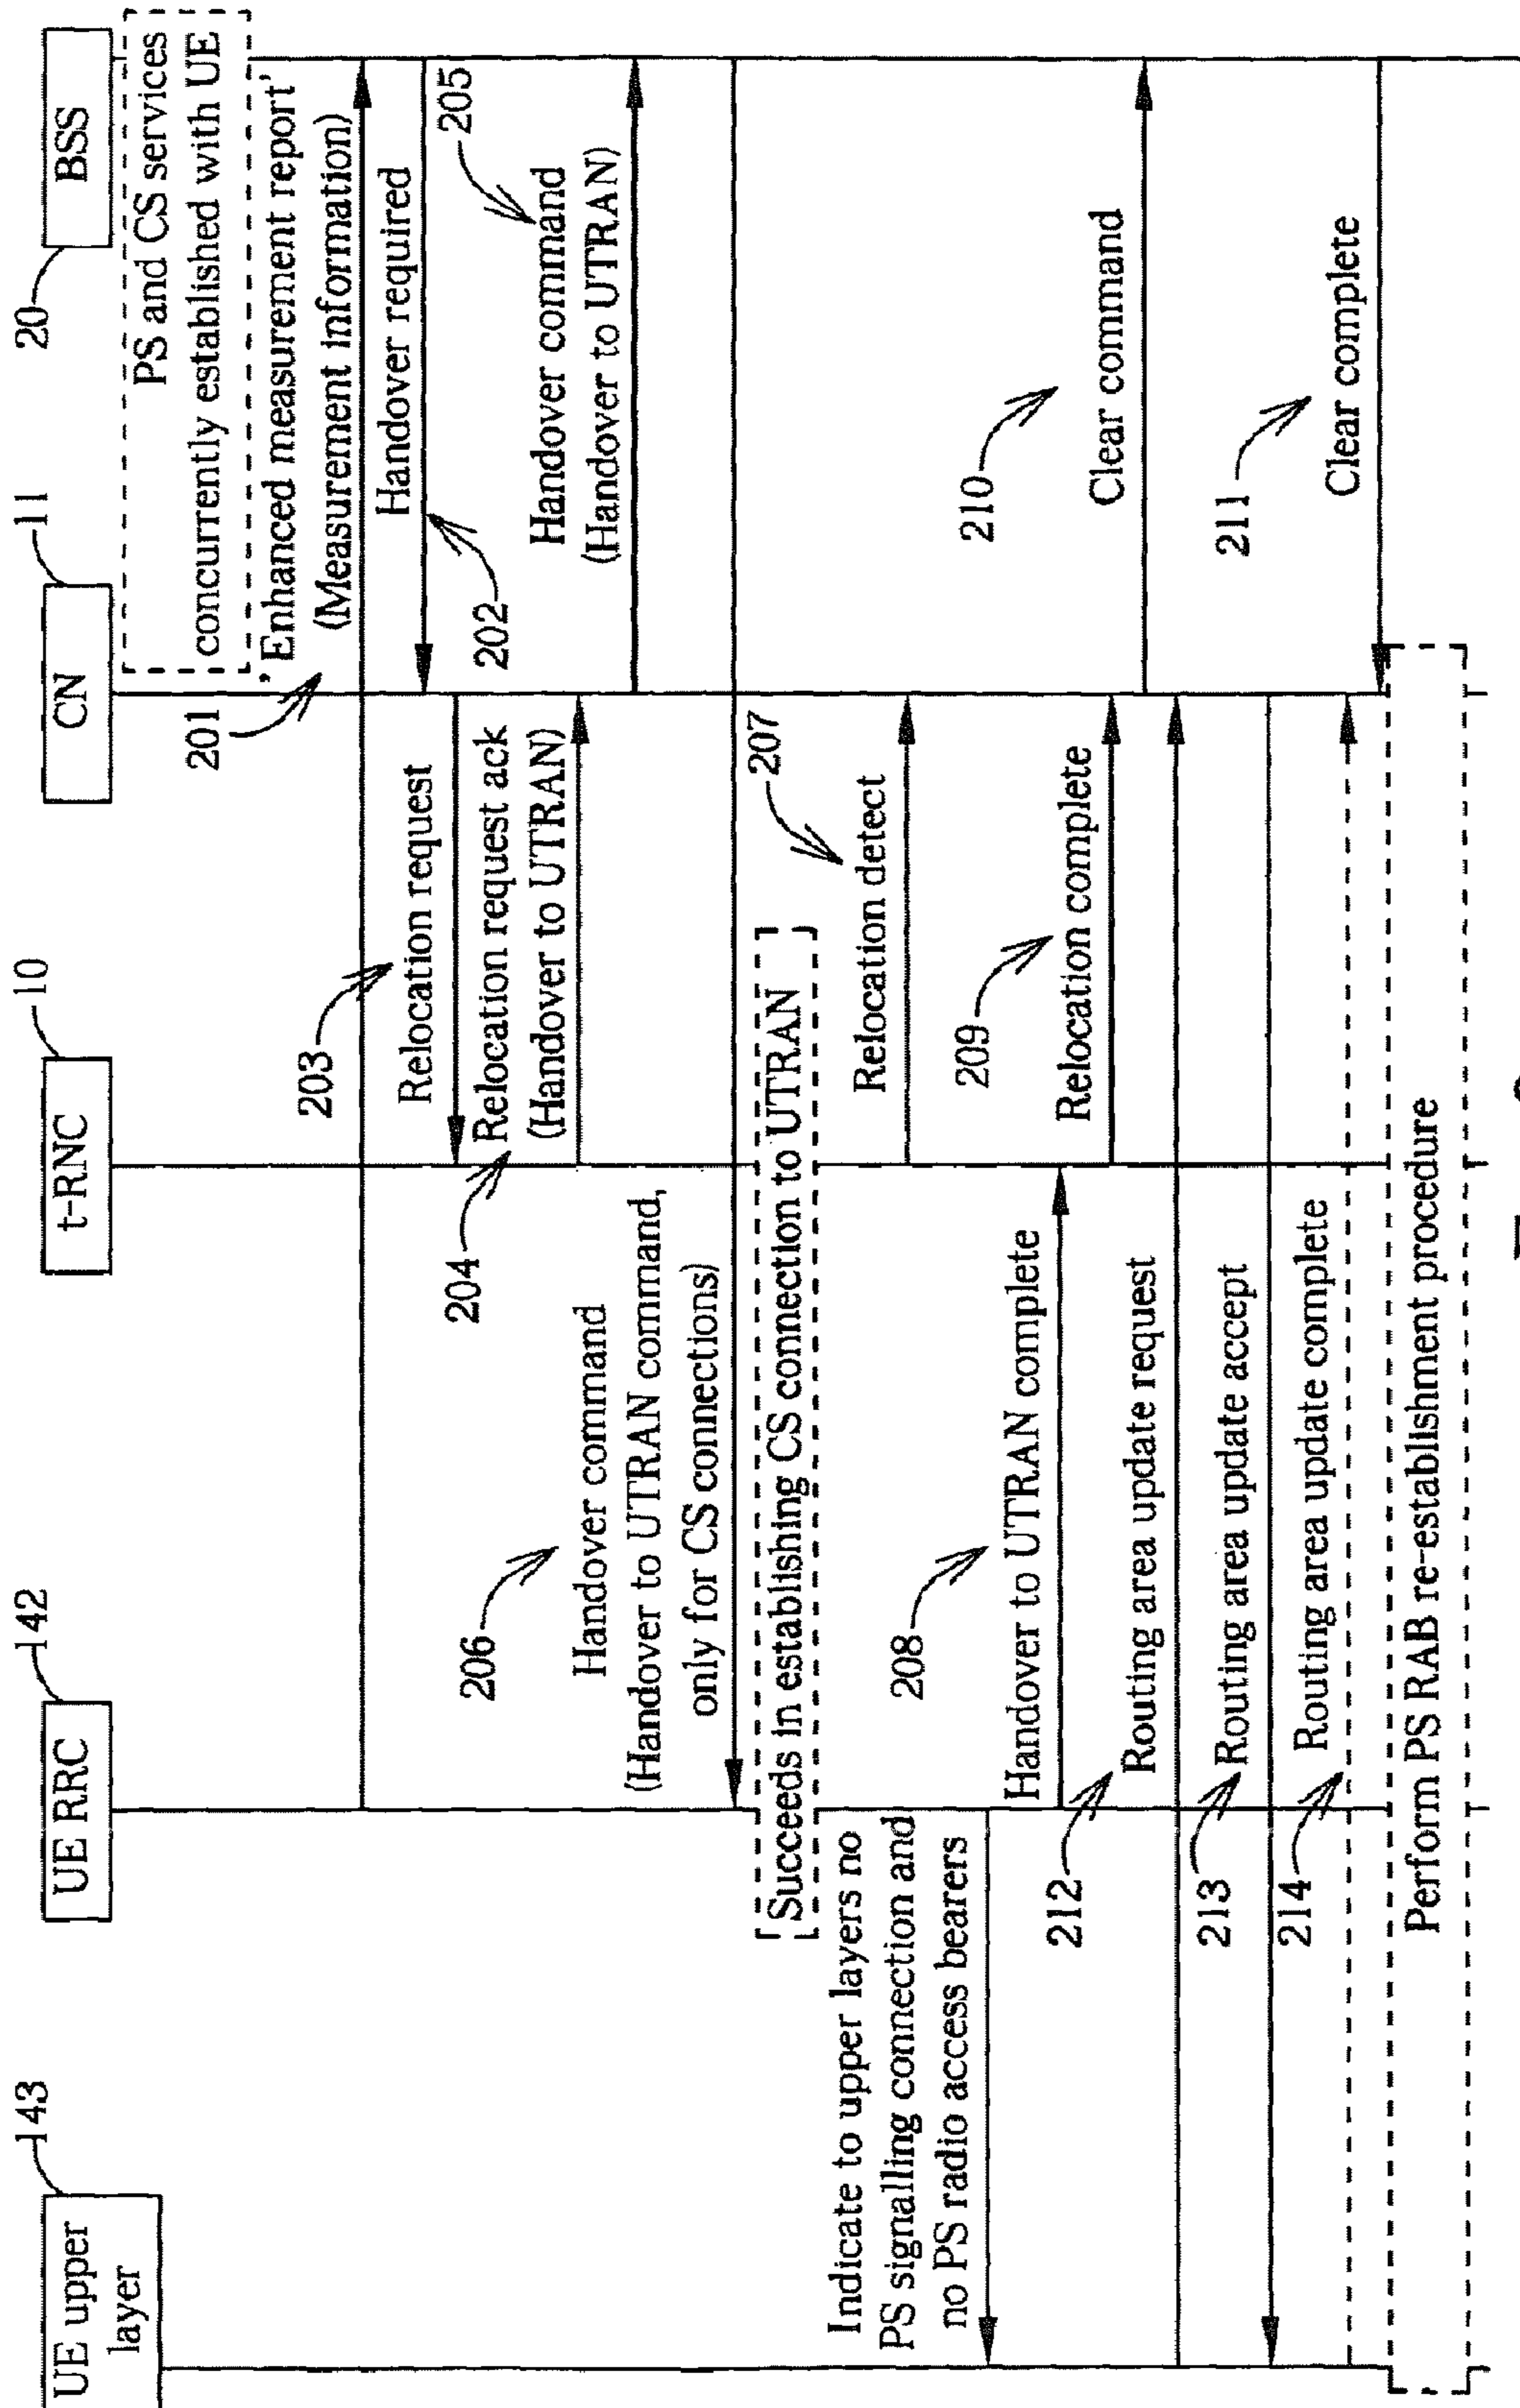 UE upper
layer
143
UE RRC
142
t-RNC
10
CN
11
BSS
20
PS and CS services
concurrently established with UE
'Enhanced measurement report'
(Measurement information)
201
Handover required
202
203
Relocation request
204
Relocation request ack
(Handover to UTRAN)
205
Handover command
(Handover to UTRAN)
206
Handover command
(Handover to UTRAN command,
only for CS connections)
Succeeds in establishing CS connection to UTRAN
207
Relocation detect
Indicate to upper layers no
PS signalling connection and
no PS radio access bearers
208
Handover to UTRAN complete
209
Relocation complete
210
Clear command
212
Routing area update request
213
Routing area update accept
214
Routing area update complete
211
Clear complete
Perform PS RAB re-establishment procedure